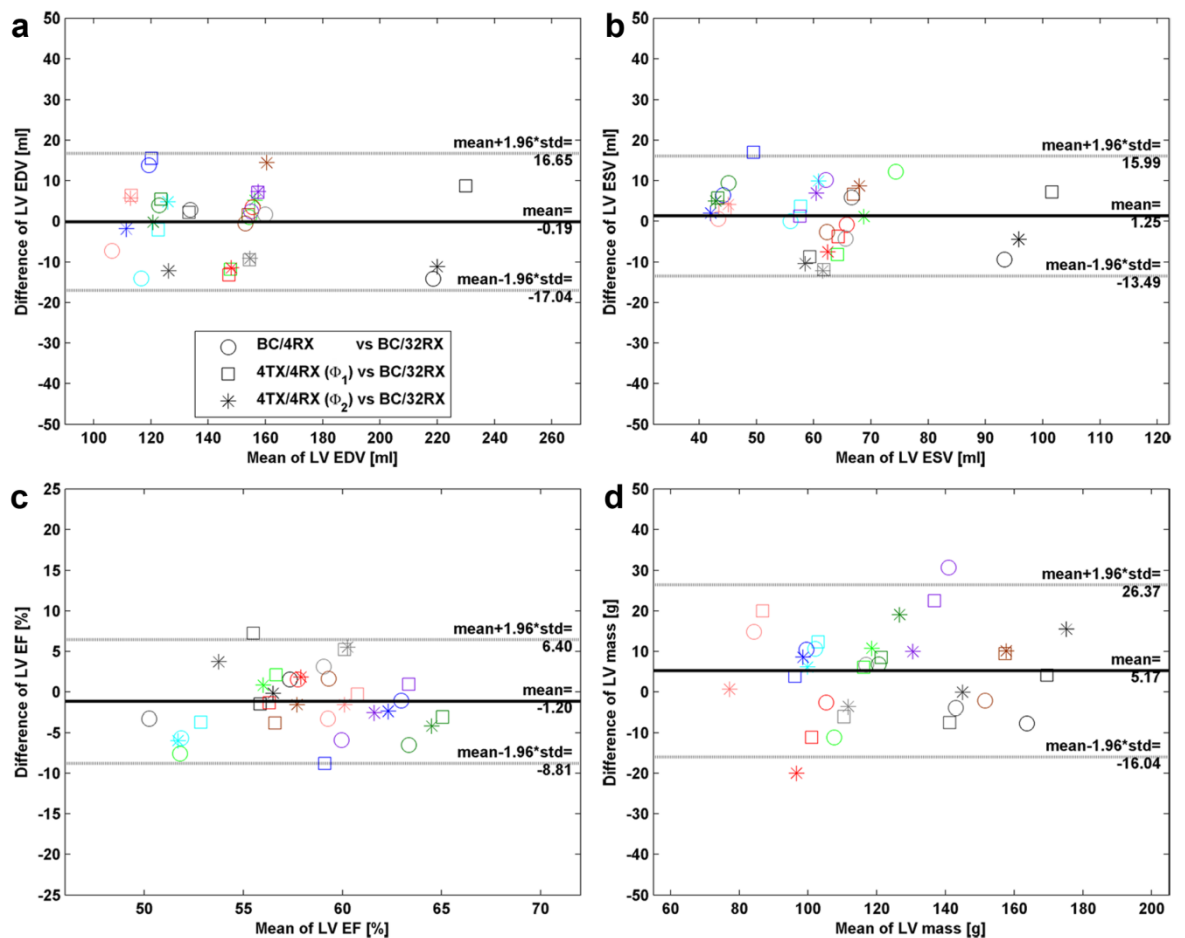 a
50
40
30
20
10
0
-10
-20
-30
-40
-50
Difference of LV EDV [ml]
mean+1.96*std=
16.65
mean=
-0.19
mean-1.96*std=
-17.04
BC/4RX vs BC/32RX
4TX/4RX (Φ1) vs BC/32RX
4TX/4RX (Φ2) vs BC/32RX
100 120 140 160 180 200 220 240 260
Mean of LV EDV [ml]
b
50
40
30
20
10
0
-10
-20
-30
-40
-50
Difference of LV ESV [ml]
mean+1.96*std=
15.99
mean=
1.25
mean-1.96*std=
-13.49
40 50 60 70 80 90 100 110 120
Mean of LV ESV [ml]
c
25
20
15
10
5
0
-5
-10
-15
-20
-25
Difference of LV EF [%]
mean+1.96*std=
6.40
mean=
-1.20
mean-1.96*std=
-8.81
50 55 60 65 70
Mean of LV EF [%]
d
50
40
30
20
10
0
-10
-20
-30
-40
-50
Difference of LV mass [g]
mean+1.96*std=
26.37
mean=
5.17
mean-1.96*std=
-16.04
60 80 100 120 140 160 180 200
Mean of LV mass [g]